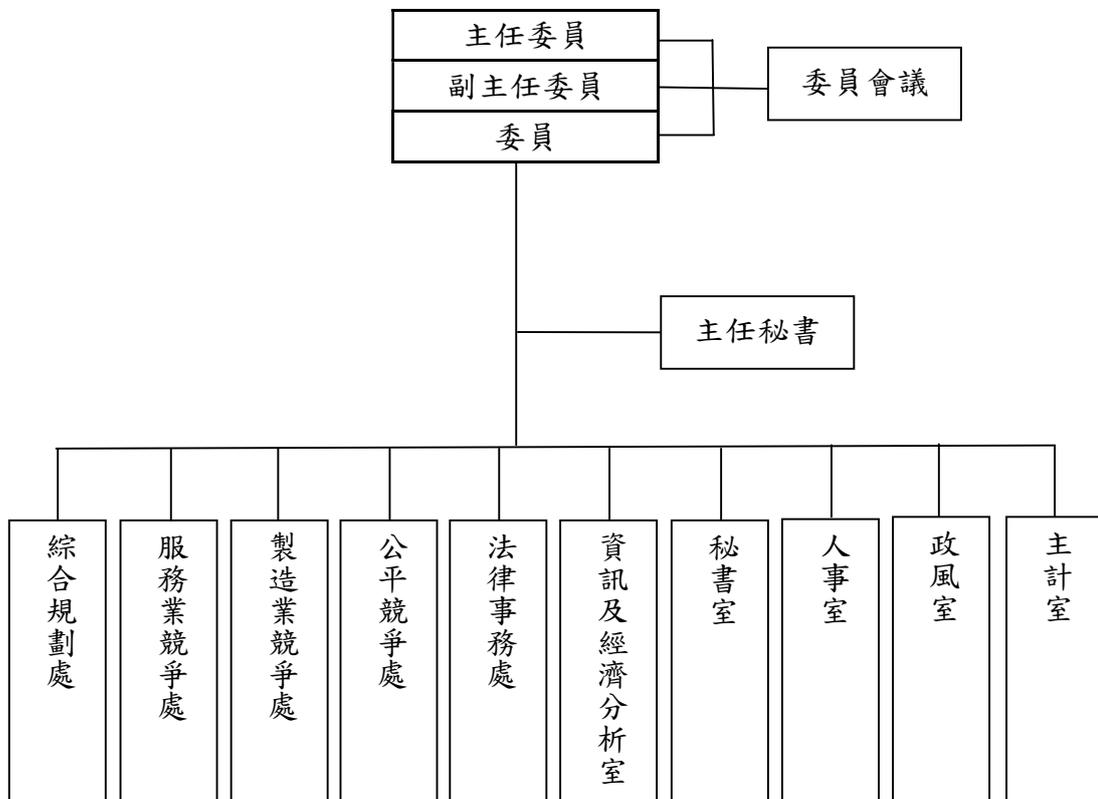 主任委員
副主任委員
委員
委員會議
主任秘書
綜合規劃處
服務業競爭處
製造業競爭處
公平競爭處
法律事務處
資訊及經濟分析室
秘書室
人事室
政風室
主計室